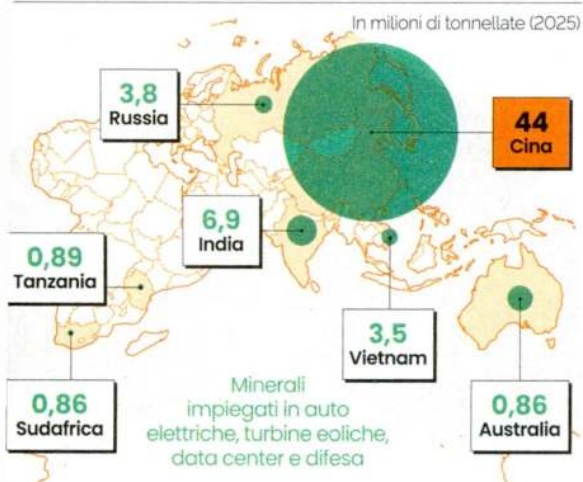 In milioni di tonnellate (2025)
3,8
Russia
44
Cina
6,9
India
0,89
Tanzania
3,5
Vietnam
0,86
Sudafrica
Minerali
impiegati in auto
elettriche, turbine eoliche,
data center e difesa
0,86
Australia